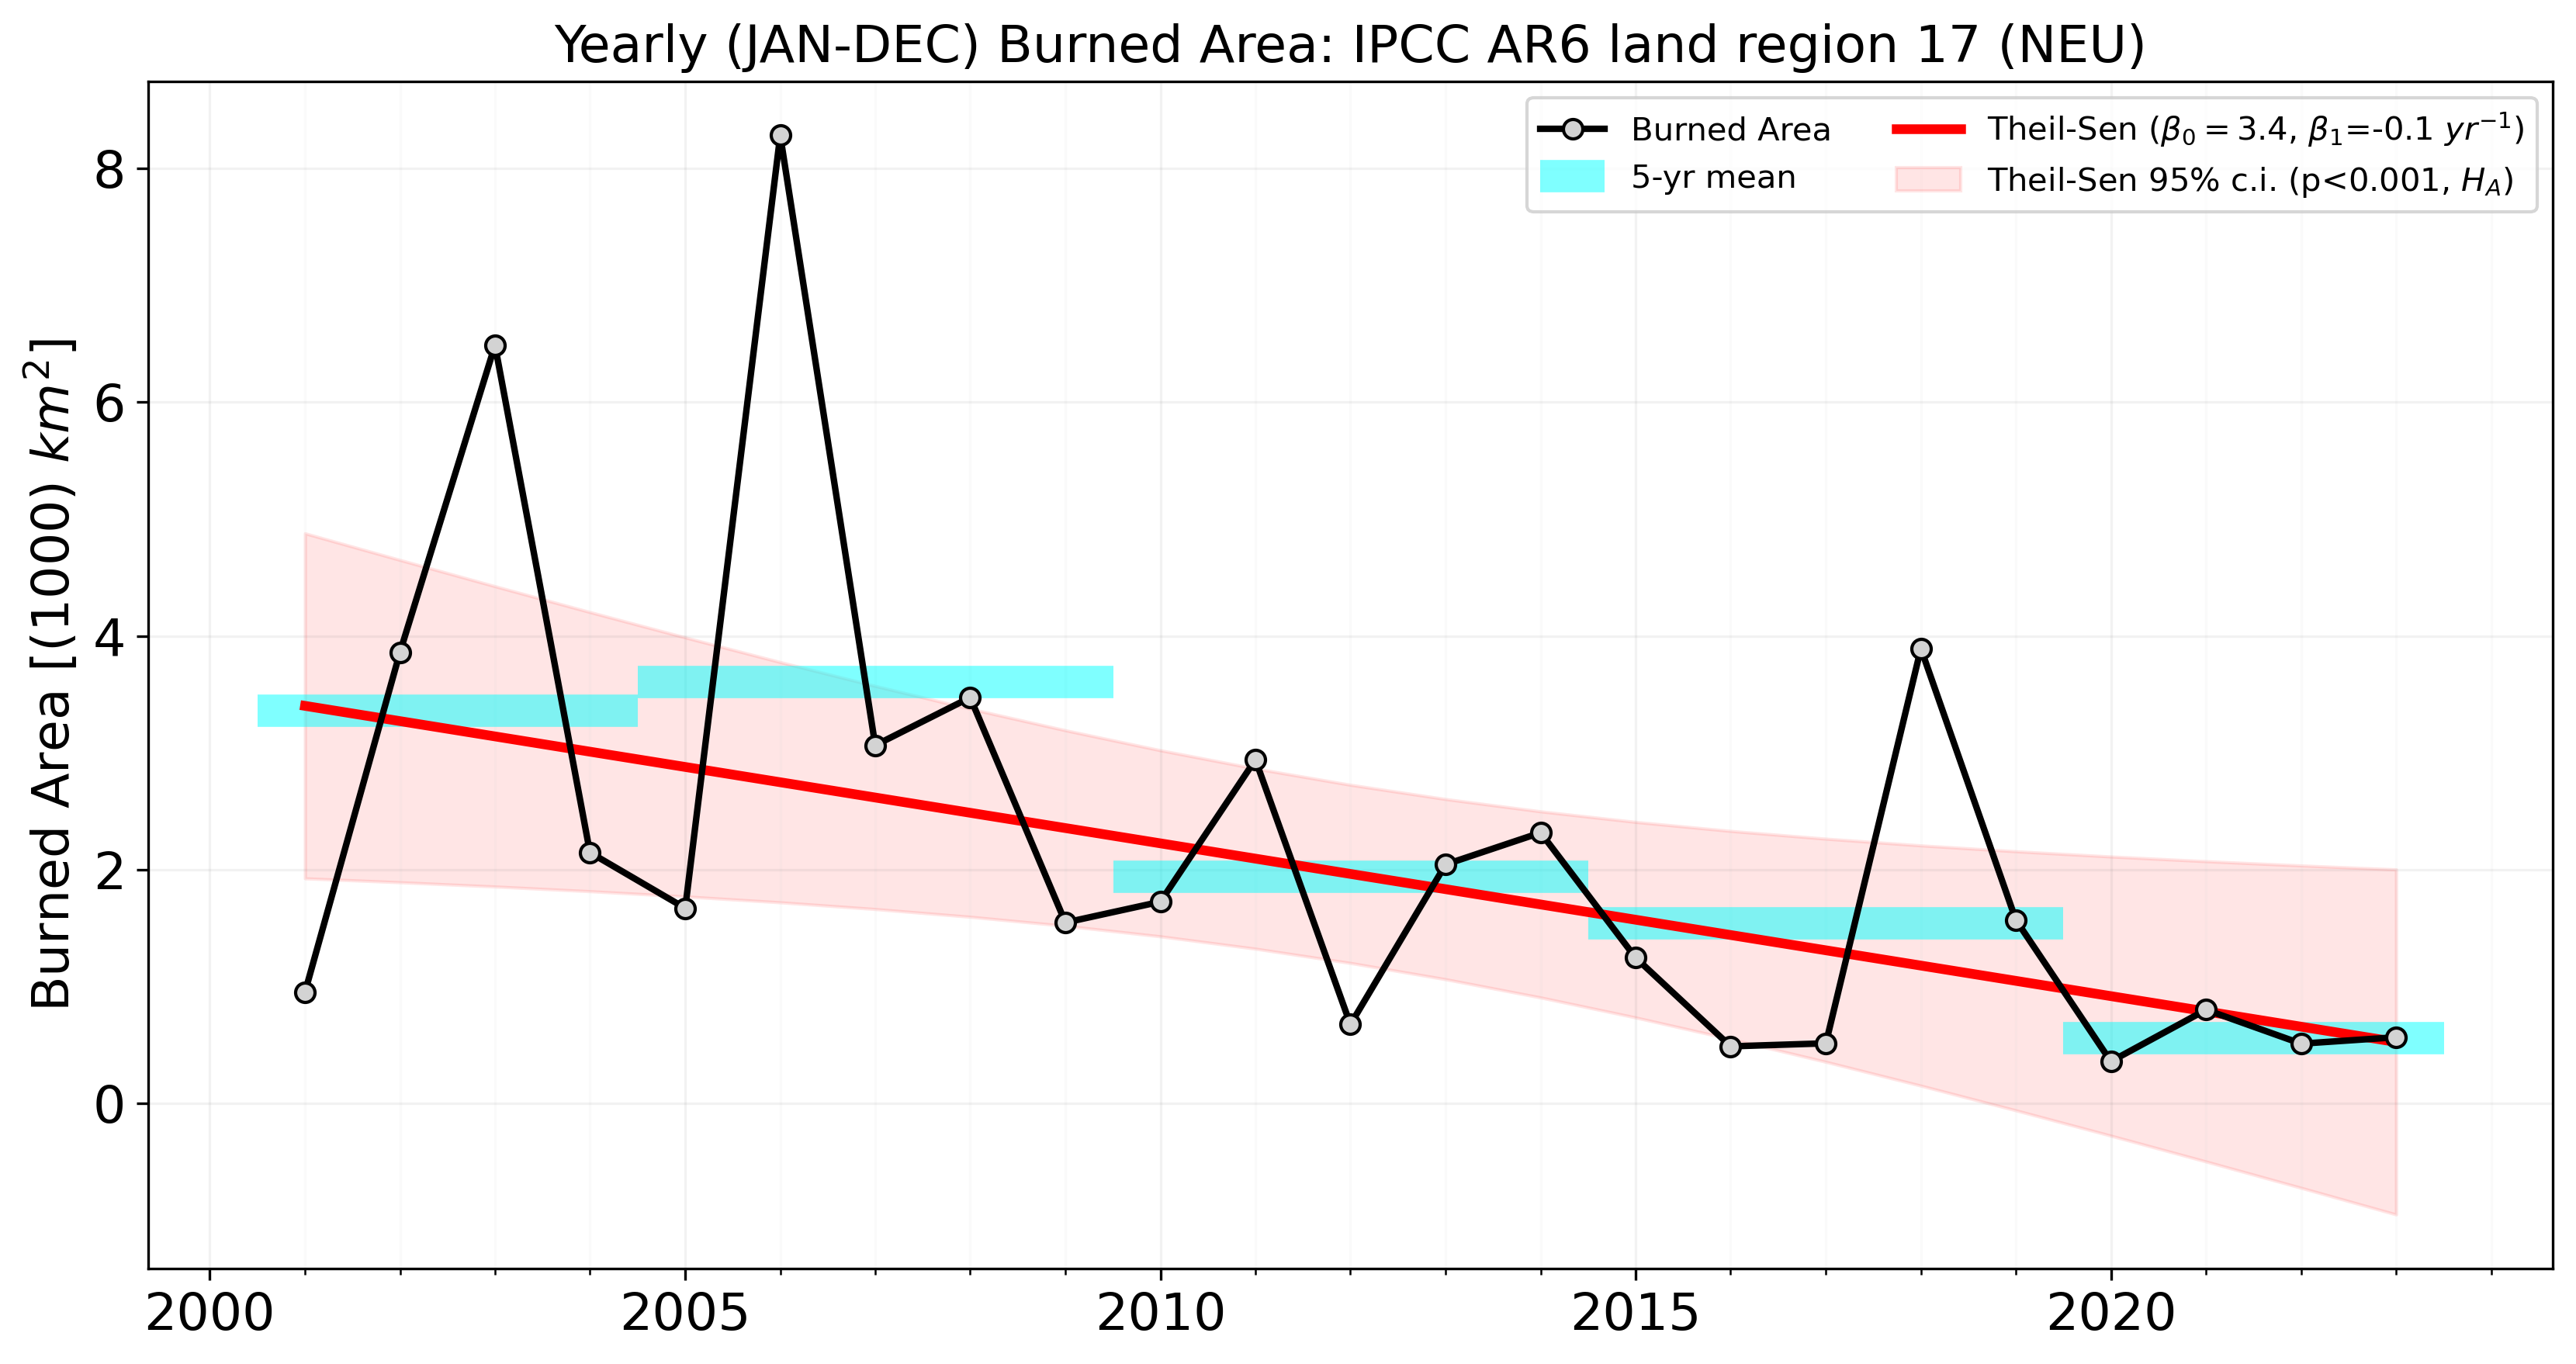 Yearly (JAN-DEC) Burned Area: IPCC AR6 land region 17 (NEU)
Burned Area
5-yr mean
Theil-Sen (β₀ = 3.4, β₁=-0.1 yr⁻¹)
Theil-Sen 95% c.i. (p<0.001, H_A)
Burned Area [(1000) km²]
8
6
4
2
0
2000 2005 2010 2015 2020